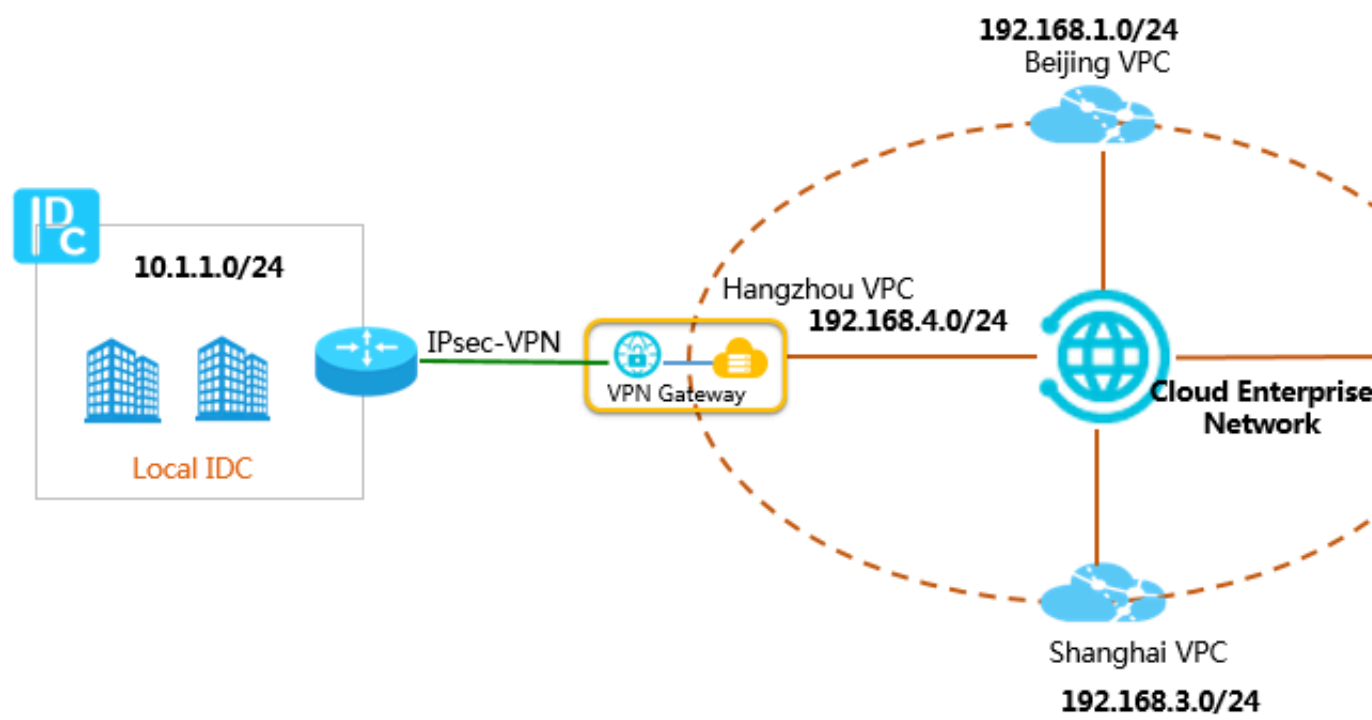 192.168.1.0/24
Beijing VPC
IDC
10.1.1.0/24
Hangzhou VPC
192.168.4.0/24
IPsec-VPN
VPN Gateway
Cloud Enterprise
Network
Local IDC
Shanghai VPC
192.168.3.0/24